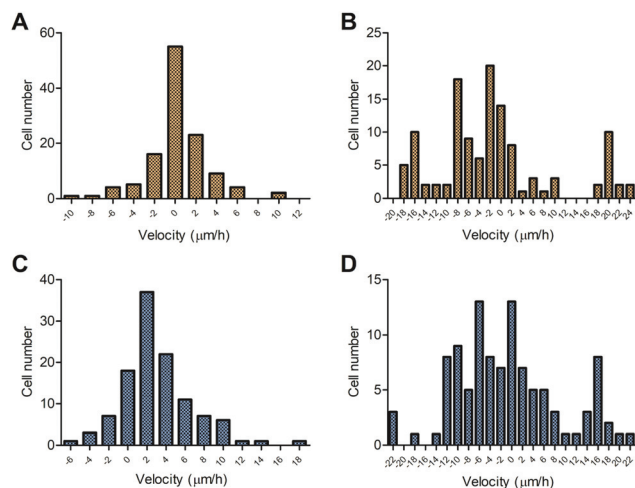 A
60
40
20
0
Cell number
-10 -8 -6 -4 -2 0 2 4 6 8 10 12
Velocity (μm/h)
B
25
20
15
10
5
0
Cell number
-20 -18 -16 -14 -12 -10 -8 -6 -4 -2 0 2 4 6 8 10 12 14 16 18 20 22 24
Velocity (μm/h)
C
40
30
20
10
0
Cell number
-6 -4 -2 0 2 4 6 8 10 12 14 16 18
Velocity (μm/h)
D
15
10
5
0
Cell number
-22 -20 -18 -16 -14 -12 -10 -8 -6 -4 -2 0 2 4 6 8 10 12 14 16 18 20 22
Velocity (μm/h)